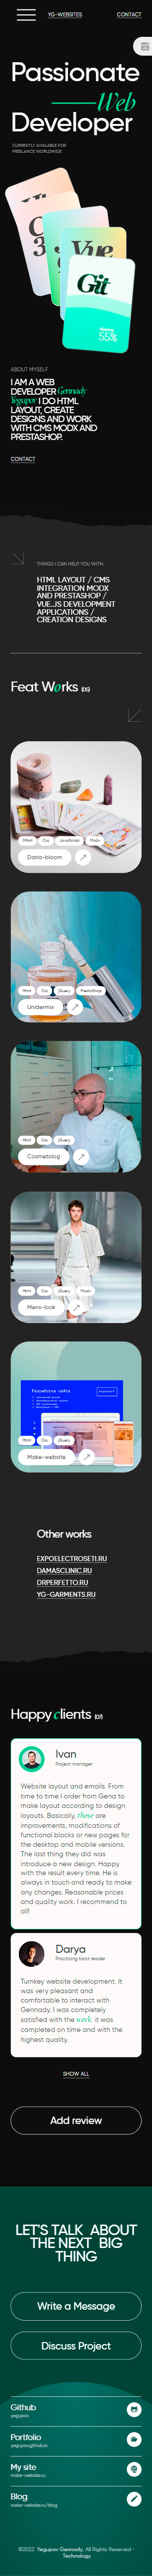 YG-WEBSITES
CONTACT
Passionate
Web
Developer
CURRENTLY AVAILABLE FOR
FREELANCE WORLDWIDE
Vue
Git
55%
ABOUT MYSELF
I AM A WEB
DEVELOPER Gennady
Yegupov I DO HTML
LAYOUT, CREATE
DESIGNS AND WORK
WITH CMS MODX AND
PRESTASHOP.
CONTACT
THINGS I CAN HELP YOU WITH.
HTML LAYOUT / CMS
INTEGRATION MODX
AND PRESTASHOP /
VUE.JS DEVELOPMENT
APPLICATIONS /
CREATION DESIGNS
Feat Works (05)
Html Css JavaScript Modx
Daria-bloom
Html Css jQuery PrestaShop
Unidermix
Html Css jQuery
Cosmetolog
Html Css jQuery Modx
Mens-look
Разработка сайта
Html Css jQuery
Make-website
Other works
EXPOELECTROSETI.RU
DAMASCLINIC.RU
DRPERFETTO.RU
YG-GARMENTS.RU
Happy clients (07)
Ivan
Project manager
Website layout and emails. From
time to time I order from Gena to
make layout according to design
layouts. Basically, these are
improvements, modifications of
functional blocks or new pages for
the desktop and mobile versions.
The last thing they did was
introduce a new design. Happy
with the result every time. He is
always in touch and ready to make
any changes. Reasonable prices
and quality work. I recommend to
all!
Darya
Practicing tarot reader
Turnkey website development. It
was very pleasant and
comfortable to interact with
Gennady. I was completely
satisfied with the work. it was
completed on time and with the
highest quality.
SHOW ALL
Add review
LET'S TALK ABOUT
THE NEXT BIG
THING
Write a Message
Discuss Project
Github
yegupov
Portfolio
yegupov.github.io
My site
make-website.ru
Blog
make-website.ru/blog
©2022. Yegupov Gennady. All Rights Reserved -
Technology